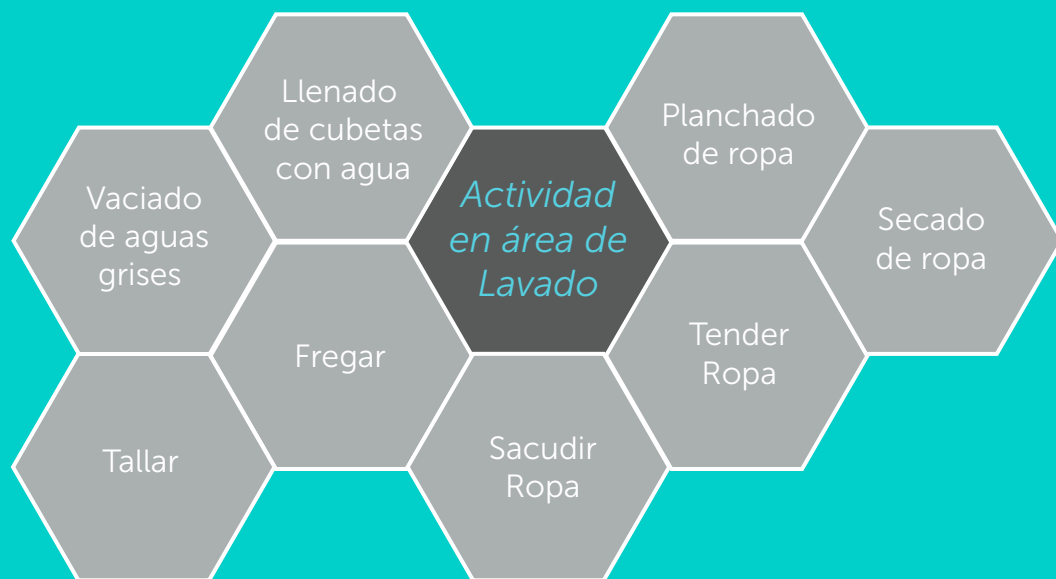 Llenado
de cubetas
con agua
Planchado
de ropa
Vaciado
de aguas
grises
Actividad
en área de
Lavado
Secado
de ropa
Fregar
Tender
Ropa
Tallar
Sacudir
Ropa